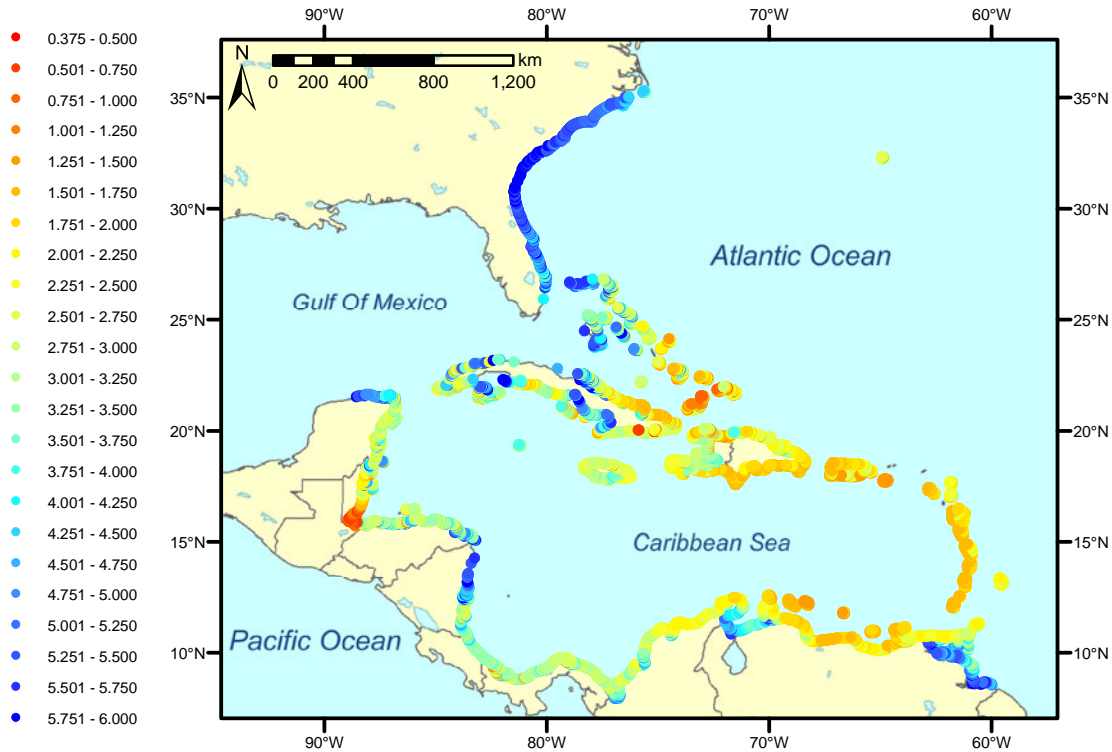 90°W 80°W 70°W 60°W
0.375 - 0.500
0.501 - 0.750
0.751 - 1.000
1.001 - 1.250
1.251 - 1.500
1.501 - 1.750
1.751 - 2.000
2.001 - 2.250
2.251 - 2.500
2.501 - 2.750
2.751 - 3.000
3.001 - 3.250
3.251 - 3.500
3.501 - 3.750
3.751 - 4.000
4.001 - 4.250
4.251 - 4.500
4.501 - 4.750
4.751 - 5.000
5.001 - 5.250
5.251 - 5.500
5.501 - 5.750
5.751 - 6.000
N
km
0 200 400 800 1,200
35°N 35°N
30°N 30°N
Atlantic Ocean
Gulf Of Mexico
25°N 25°N
20°N 20°N
15°N 15°N
Caribbean Sea
Pacific Ocean
10°N 10°N
90°W 80°W 70°W 60°W